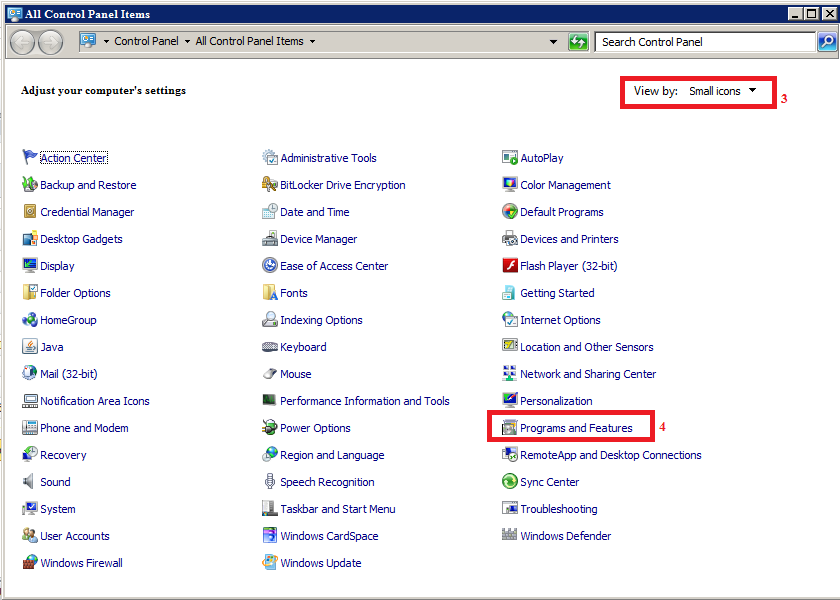 All Control Panel Items
Control Panel All Control Panel Items Search Control Panel
Adjust your computer's settings View by: Small icons 3
Action Center Administrative Tools AutoPlay
Backup and Restore BitLocker Drive Encryption Color Management
Credential Manager Date and Time Default Programs
Desktop Gadgets Device Manager Devices and Printers
Display Ease of Access Center Flash Player (32-bit)
Folder Options Fonts Getting Started
HomeGroup Indexing Options Internet Options
Java Keyboard Location and Other Sensors
Mail (32-bit) Mouse Network and Sharing Center
Notification Area Icons Performance Information and Tools Personalization
Phone and Modem Power Options Programs and Features 4
Recovery Region and Language RemoteApp and Desktop Connections
Sound Speech Recognition Sync Center
System Taskbar and Start Menu Troubleshooting
User Accounts Windows CardSpace Windows Defender
Windows Firewall Windows Update